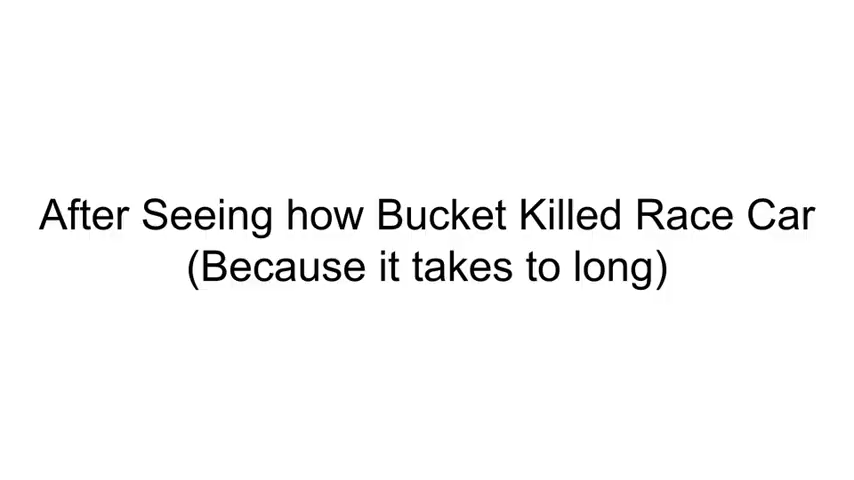 After Seeing how Bucket Killed Race Car
(Because it takes to long)